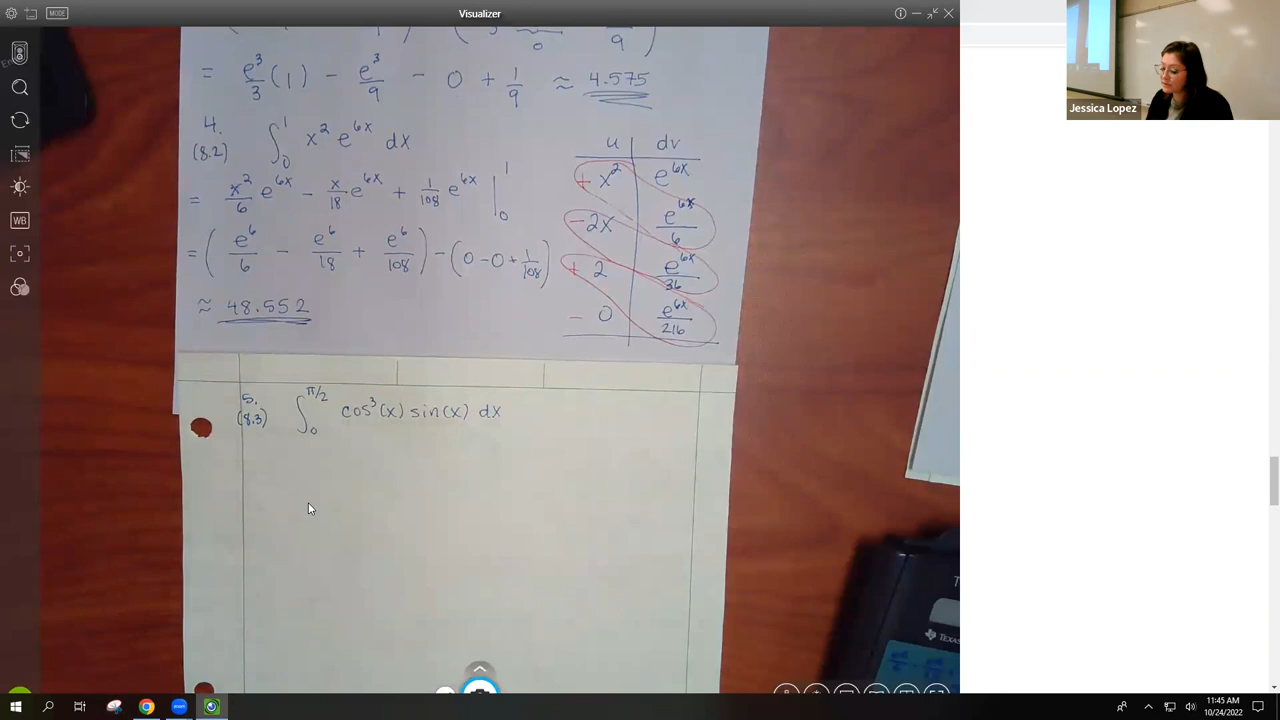 MODE
Visualizer
= e³/3 (1) - e³/9 - 0 + 1/9 ≈ 4.575
4.
(8.2) ∫₀¹ x² e^{6x} dx
= x²/6 e^{6x} - x/18 e^{6x} + 1/108 e^{6x} |₀¹
= (e⁶/6 - e⁶/18 + e⁶/108) - (0 - 0 + 1/108)
≈ 48.552
u | dv
+ x² | e^{6x}
- 2x | e^{6x}/6
+ 2 | e^{6x}/36
- 0 | e^{6x}/216
5.
(8.3) ∫₀^{π/2} cos³(x) sin(x) dx
WB
Jessica Lopez
zoom
11:45 AM
10/24/2022